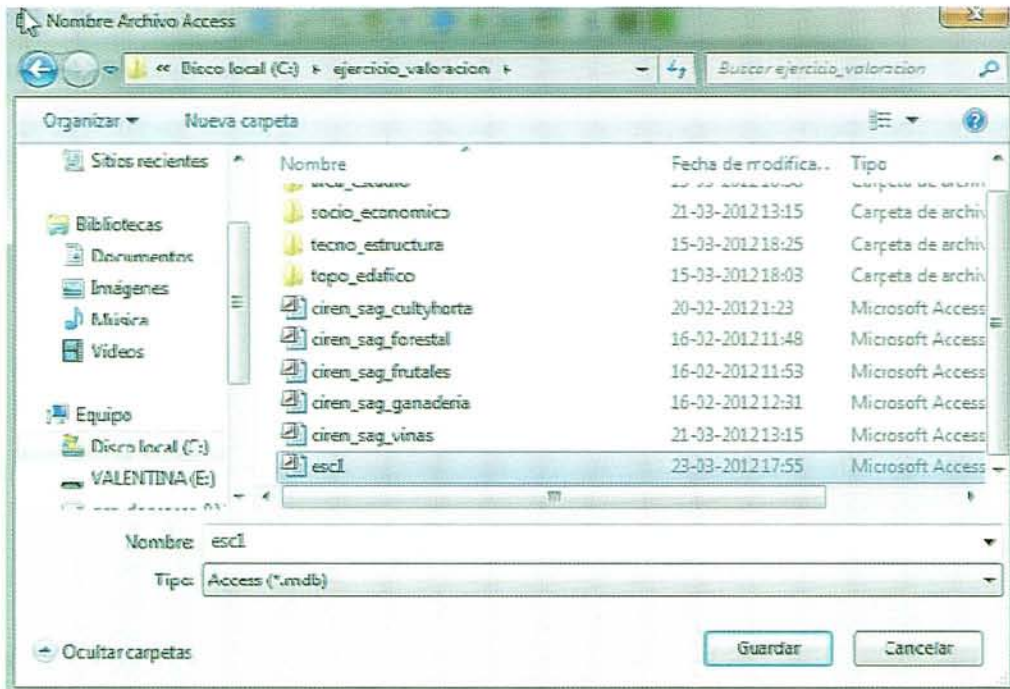 Nombre Archivo Access
« Disco local (C:) ▸ ejercicio_valoracion ▸
Buscar ejercicio_valoracion
Organizar
Nueva carpeta
Sitios recientes
Bibliotecas
Documentos
Imágenes
Música
Videos
Equipo
Disco local (C:)
VALENTINA (E:)
Nombre Fecha de modifica... Tipo
socio_economico 21-03-2012 13:15 Carpeta de archiv
tecno_estructura 15-03-2012 18:25 Carpeta de archiv
topo_edafico 15-03-2012 18:03 Carpeta de archiv
ciren_sag_cultyhorta 20-02-2012 1:23 Microsoft Access
ciren_sag_forestal 16-02-2012 11:48 Microsoft Access
ciren_sag_frutales 16-02-2012 11:53 Microsoft Access
ciren_sag_ganaderia 16-02-2012 12:31 Microsoft Access
ciren_sag_vinas 21-03-2012 13:15 Microsoft Access
esc1 23-03-2012 17:55 Microsoft Access
Nombre: esc1
Tipo: Access (*.mdb)
Ocultar carpetas
Guardar
Cancelar